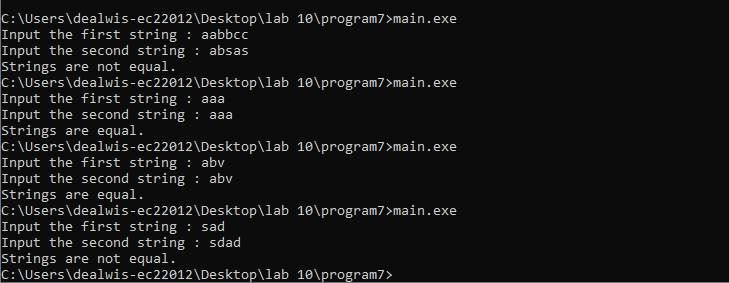 C:\Users\dealwis-ec22012\Desktop\lab 10\program7>main.exe
Input the first string : aabbcc
Input the second string : absas
Strings are not equal.
C:\Users\dealwis-ec22012\Desktop\lab 10\program7>main.exe
Input the first string : aaa
Input the second string : aaa
Strings are equal.
C:\Users\dealwis-ec22012\Desktop\lab 10\program7>main.exe
Input the first string : abv
Input the second string : abv
Strings are equal.
C:\Users\dealwis-ec22012\Desktop\lab 10\program7>main.exe
Input the first string : sad
Input the second string : sdad
Strings are not equal.
C:\Users\dealwis-ec22012\Desktop\lab 10\program7>